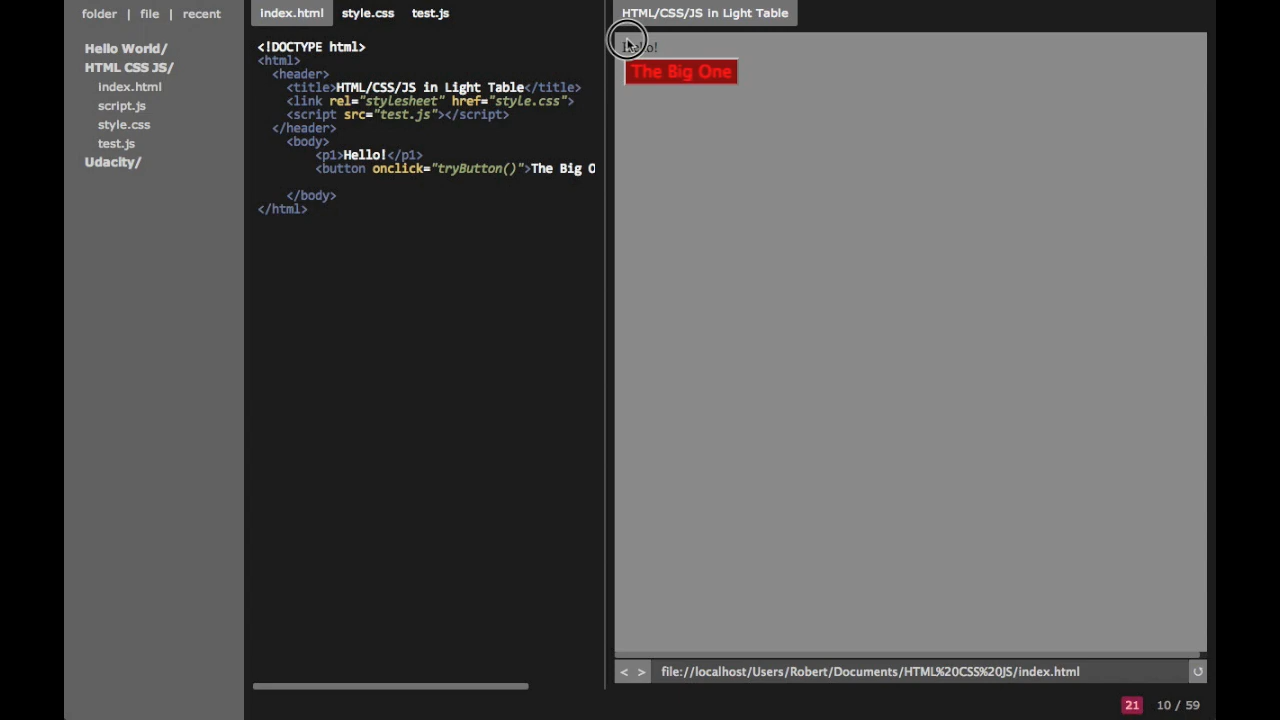 folder | file | recent
Hello World/
HTML CSS JS/
index.html
script.js
style.css
test.js
Udacity/
index.html style.css test.js
<!DOCTYPE html>
<html>
<header>
<title>HTML/CSS/JS in Light Table</title>
<link rel="stylesheet" href="style.css">
<script src="test.js"></script>
</header>
<body>
<p1>Hello!</p1>
<button onclick="tryButton()">The Big O
</body>
</html>
HTML/CSS/JS in Light Table
Hello!
The Big One
< > file://localhost/Users/Robert/Documents/HTML%20CSS%20JS/index.html
21 10 / 59